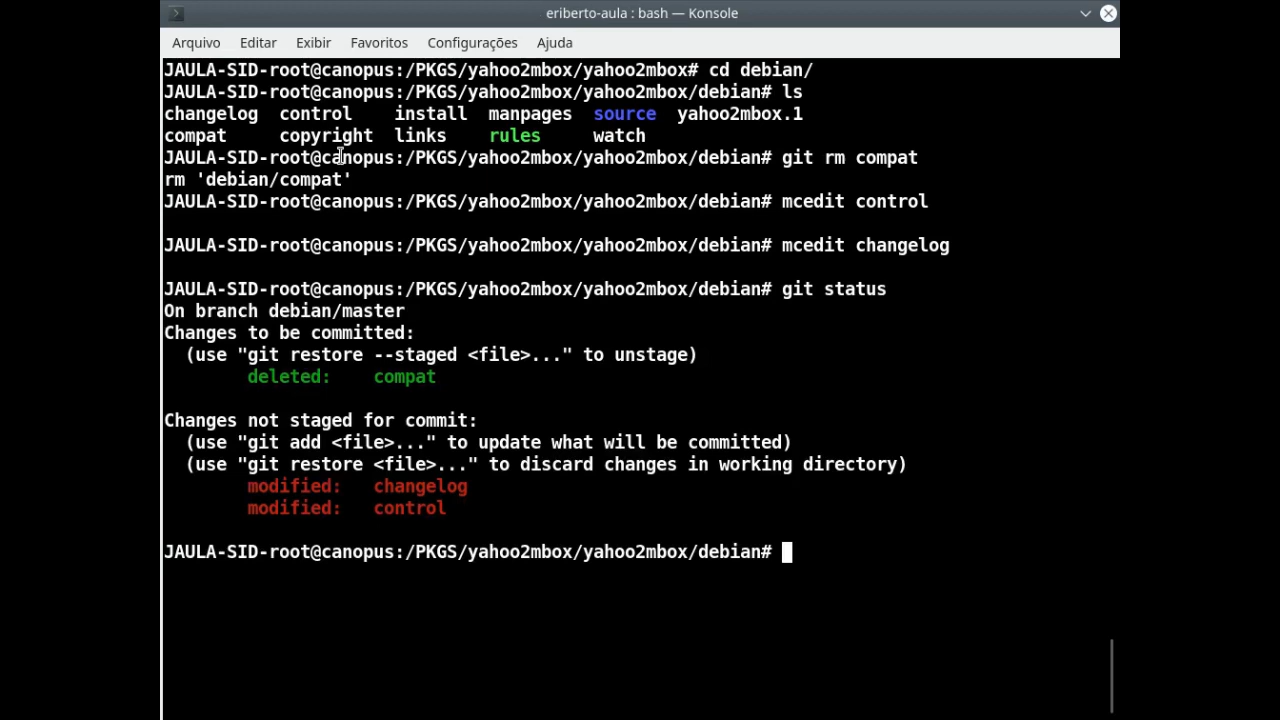 eriberto-aula : bash — Konsole
Arquivo Editar Exibir Favoritos Configurações Ajuda
JAULA-SID-root@canopus:/PKGS/yahoo2mbox/yahoo2mbox# cd debian/
JAULA-SID-root@canopus:/PKGS/yahoo2mbox/yahoo2mbox/debian# ls
changelog  control    install  manpages  source  yahoo2mbox.1
compat     copyright  links    rules     watch
JAULA-SID-root@canopus:/PKGS/yahoo2mbox/yahoo2mbox/debian# git rm compat
rm 'debian/compat'
JAULA-SID-root@canopus:/PKGS/yahoo2mbox/yahoo2mbox/debian# mcedit control
JAULA-SID-root@canopus:/PKGS/yahoo2mbox/yahoo2mbox/debian# mcedit changelog
JAULA-SID-root@canopus:/PKGS/yahoo2mbox/yahoo2mbox/debian# git status
On branch debian/master
Changes to be committed:
  (use "git restore --staged <file>..." to unstage)
        deleted:    compat
Changes not staged for commit:
  (use "git add <file>..." to update what will be committed)
  (use "git restore <file>..." to discard changes in working directory)
        modified:   changelog
        modified:   control
JAULA-SID-root@canopus:/PKGS/yahoo2mbox/yahoo2mbox/debian#